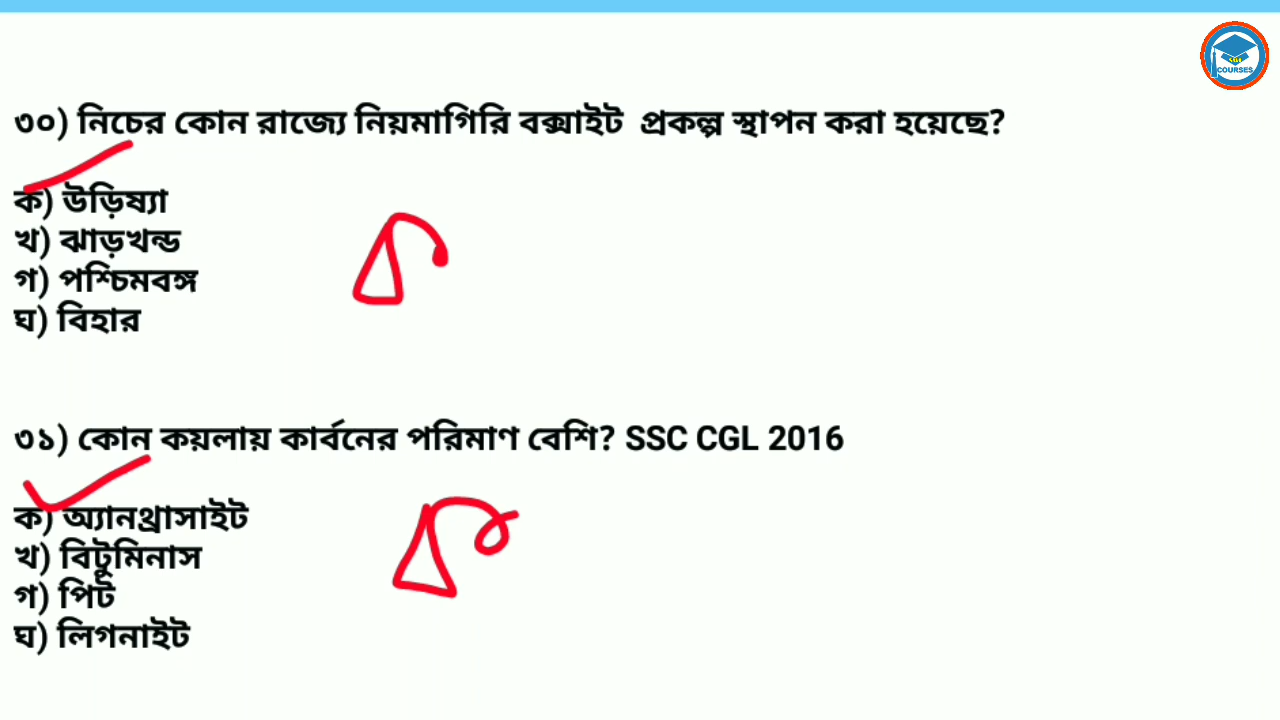 COURSES
৩০) নিচের কোন রাজ্যে নিয়মাগিরি বক্সাইট প্রকল্প স্থাপন করা হয়েছে?
ক) উড়িষ্যা
খ) ঝাড়খন্ড
গ) পশ্চিমবঙ্গ
ঘ) বিহার
ক
৩১) কোন কয়লায় কার্বনের পরিমাণ বেশি? SSC CGL 2016
ক) অ্যানথ্রাসাইট
খ) বিটুমিনাস
গ) পিট
ঘ) লিগনাইট
ক